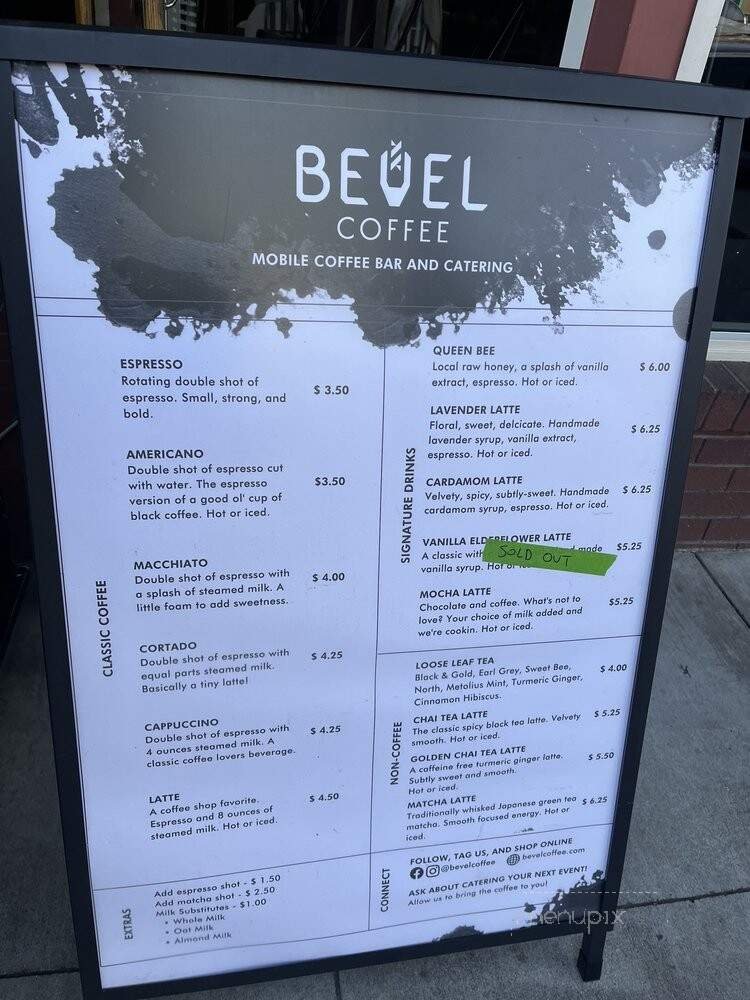 BEVEL
COFFEE
MOBILE COFFEE BAR AND CATERING
CLASSIC COFFEE
ESPRESSO
Rotating double shot of
espresso. Small, strong, and
bold.
$ 3.50
AMERICANO
Double shot of espresso cut
with water. The espresso
version of a good ol' cup of
black coffee. Hot or iced.
$3.50
MACCHIATO
Double shot of espresso with
a splash of steamed milk. A
little foam to add sweetness.
$ 4.00
CORTADO
Double shot of espresso with
equal parts steamed milk.
Basically a tiny latte!
$ 4.25
CAPPUCCINO
Double shot of espresso with
4 ounces steamed milk. A
classic coffee lovers beverage.
$ 4.25
LATTE
A coffee shop favorite.
Espresso and 8 ounces of
steamed milk. Hot or iced.
$ 4.50
EXTRAS
Add espresso shot - $ 1.50
Add matcha shot - $ 2.50
Milk Substitutes - $1.00
• Whole Milk
• Oat Milk
• Almond Milk
SIGNATURE DRINKS
QUEEN BEE
Local raw honey, a splash of vanilla
extract, espresso. Hot or iced.
$ 6.00
LAVENDER LATTE
Floral, sweet, delcicate. Handmade
lavender syrup, vanilla extract,
espresso. Hot or iced.
$ 6.25
CARDAMOM LATTE
Velvety, spicy, subtly-sweet. Handmade
cardamom syrup, espresso. Hot or iced.
$ 6.25
VANILLA ELDERFLOWER LATTE
A classic with made
vanilla syrup. Hot or
$5.25
SOLD OUT
MOCHA LATTE
Chocolate and coffee. What's not to
love? Your choice of milk added and
we're cookin. Hot or iced.
$5.25
NON-COFFEE
LOOSE LEAF TEA
Black & Gold, Earl Grey, Sweet Bee,
North, Metolius Mint, Turmeric Ginger,
Cinnamon Hibiscus.
$ 4.00
CHAI TEA LATTE
The classic spicy black tea latte. Velvety
smooth. Hot or iced.
$ 5.25
GOLDEN CHAI TEA LATTE
A caffeine free turmeric ginger latte.
Subtly sweet and smooth.
Hot or iced.
$ 5.50
MATCHA LATTE
Traditionally whisked Japanese green tea
matcha. Smooth focused energy. Hot or
iced.
$ 6.25
CONNECT
FOLLOW, TAG US, AND SHOP ONLINE
@bevelcoffee bevelcoffee.com
ASK ABOUT CATERING YOUR NEXT EVENT!
Allow us to bring the coffee to you!
menupix